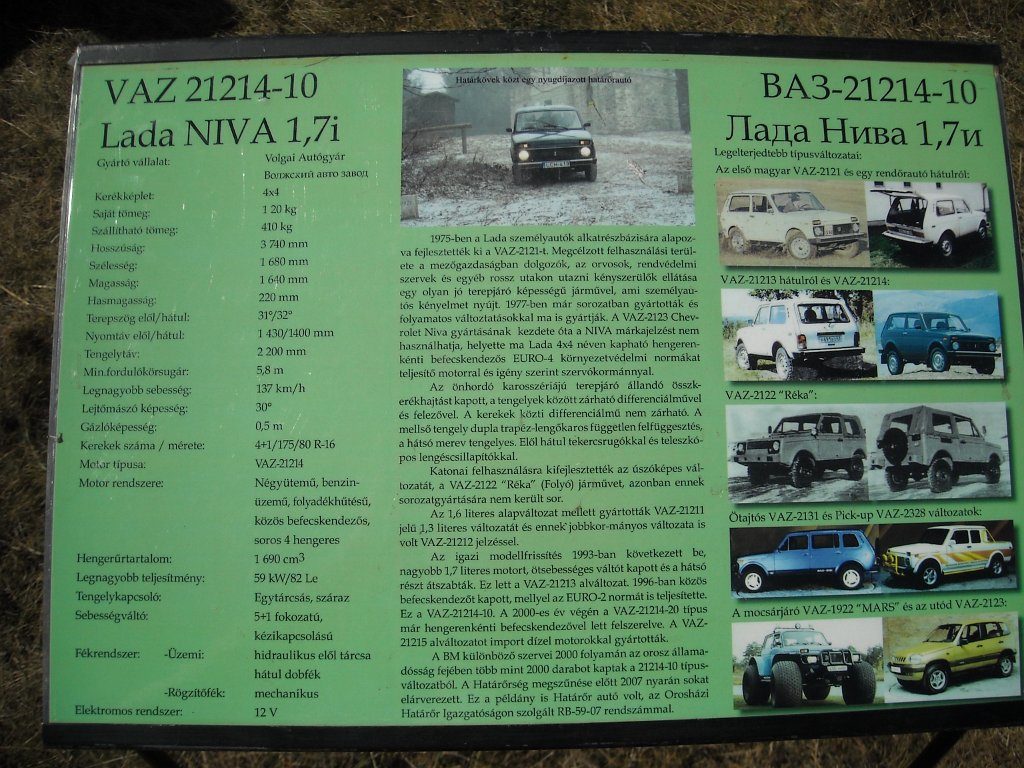 VAZ 21214-10
Lada NIVA 1,7i
Gyártó vállalat: Volgai Autógyár
Волжский авто завод
Kerékképlet: 4x4
Saját tömeg: 1 20 kg
Szállítható tömeg: 410 kg
Hosszúság: 3 740 mm
Szélesség: 1 680 mm
Magasság: 1 640 mm
Hasmagasság: 220 mm
Terepszög elől/hátul: 31°/32°
Nyomtáv elől/hátul: 1 430/1400 mm
Tengelytáv: 2 200 mm
Min.fordulókörsugár: 5,8 m
Legnagyobb sebesség: 137 km/h
Lejtőmászó képesség: 30°
Gázlóképesség: 0,5 m
Kerekek száma / mérete: 4+1/175/80 R-16
Motor típusa: VAZ-21214
Motor rendszere: Négyütemű, benzin-
üzemű, folyadékhűtésű,
közös befecskendezős,
soros 4 hengeres
Hengerűrtartalom: 1 690 cm3
Legnagyobb teljesítmény: 59 kW/82 Le
Tengelykapcsoló: Egytárcsás, száraz
Sebességváltó: 5+1 fokozatú,
kézikapcsolású
Fékrendszer: -Üzemi: hidraulikus elől tárcsa
hátul dobfék
-Rögzítőfék: mechanikus
Elektromos rendszer: 12 V
Határkövek közt egy nyugdíjazott határőrautó
1975-ben a Lada személyautók alkatrészbázisára alapoz-
va fejlesztették ki a VAZ-2121-t. Megcélzott felhasználási terül-
ete a mezőgazdaságban dolgozók, az orvosok, rendvédelmi
szervek és egyéb rossz utakon utazni kényszerülők ellátása
egy olyan jó terepjáró képességű járművel, ami személyau-
tós kényelmet nyújt. 1977-ben már sorozatban gyártották és
folyamatos változtatásokkal ma is gyártják. A VAZ-2123 Chev-
rolet Niva gyártásának kezdete óta a NIVA márkajelzést nem
használhatja, helyette ma Lada 4x4 néven kapható hengeren-
kénti befecskendezős EURO-4 környezetvédelmi normákat
teljesítő motorral és igény szerint szervókormánnyal.
Az önhordó karosszériájú terepjáró állandó összk-
erékhajtást kapott, a tengelyek között zárható differenciálművel
és felezővel. A kerekek közti differenciálmű nem zárható. A
mellső tengely dupla trapéz-lengőkaros független felfüggesztés,
a hátsó merev tengelyes. Elől hátul tekercsrugókkal és teleszkó-
pos lengéscsillapítókkal.
Katonai felhasználásra kifejlesztették az úszóképes vál-
tozatát, a VAZ-2122 "Réka" (Folyó) járművet, azonban ennek
sorozatgyártására nem került sor.
Az 1,6 literes alapváltozat mellett gyártották VAZ-21211
jelű 1,3 literes változatát és ennek jobbkor-mányos változata is
volt VAZ-21212 jelzéssel.
Az igazi modellfrissítés 1993-ban következett be,
nagyobb 1,7 literes motort, ötsebességes váltót kapott és a hátsó
részt átszabták. Ez lett a VAZ-21213 alváltozat. 1996-ban közös
befecskendezőt kapott, mellyel az EURO-2 normát is teljesítette.
Ez a VAZ-21214-10. A 2000-es év végén a VAZ-21214-20 típus
már hengerenkénti befecskendezővel lett felszerelve. A VAZ-
21215 alváltozatot import dízel motorokkal gyártották.
A BM különböző szervei 2000 folyamán az orosz államа-
dósság fejében több mint 2000 darabot kaptak a 21214-10 típus-
változatból. A Határőrség megszűnése előtt 2007 nyarán sokat
elárverezett. Ez a példány is Határőr autó volt, az Orosházi
Határőr Igazgatóságon szolgált RB-59-07 rendszámmal.
ВАЗ-21214-10
Лада Нива 1,7и
Legelterjedtebb típusváltozatai:
Az első magyar VAZ-2121 és egy rendőrautó hátulról:
VAZ-21213 hátulról és VAZ-21214:
VAZ-2122 "Réka":
Ötajtós VAZ-2131 és Pick-up VAZ-2328 változatok:
A mocsárjáró VAZ-1922 "MARS" és az utód VAZ-2123: